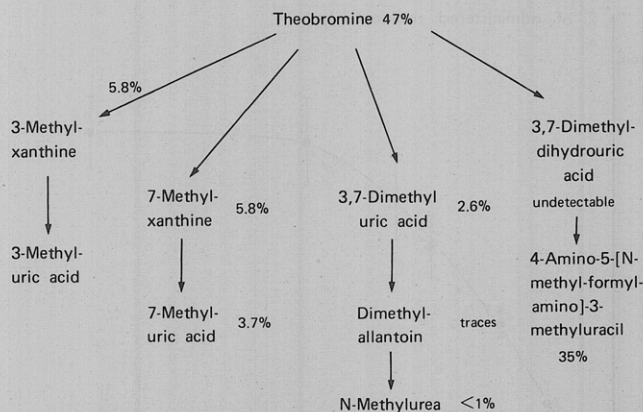 Theobromine 47%
5.8%
3-Methyl-
xanthine
3-Methyl-
uric acid
7-Methyl-
xanthine 5.8%
7-Methyl-
uric acid 3.7%
3,7-Dimethyl
uric acid 2.6%
Dimethyl-
allantoin traces
N-Methylurea <1%
3,7-Dimethyl-
dihydrouric
acid
undetectable
4-Amino-5-[N-
methyl-formyl-
amino]-3-
methyluracil
35%